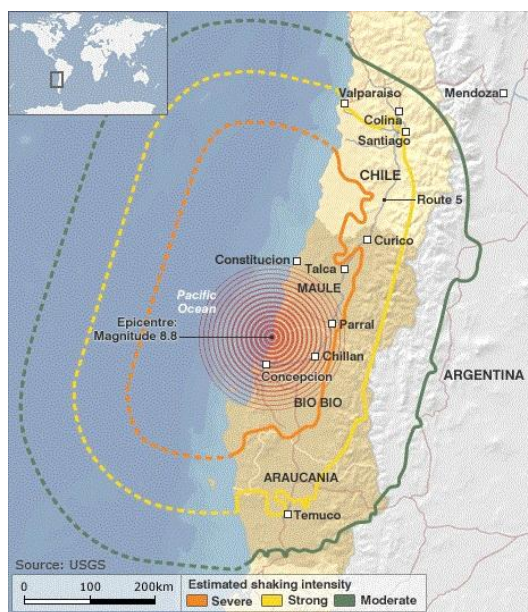 Valparaiso
Mendoza
Colina
Santiago
CHILE
Route 5
Curico
Constitucion
Talca
MAULE
Pacific
Ocean
Epicentre:
Magnitude 8.8
Parral
Chillan
Concepcion
ARGENTINA
BIO BIO
ARAUCANIA
Temuco
Source: USGS
0 100 200km
Estimated shaking intensity
Severe Strong Moderate